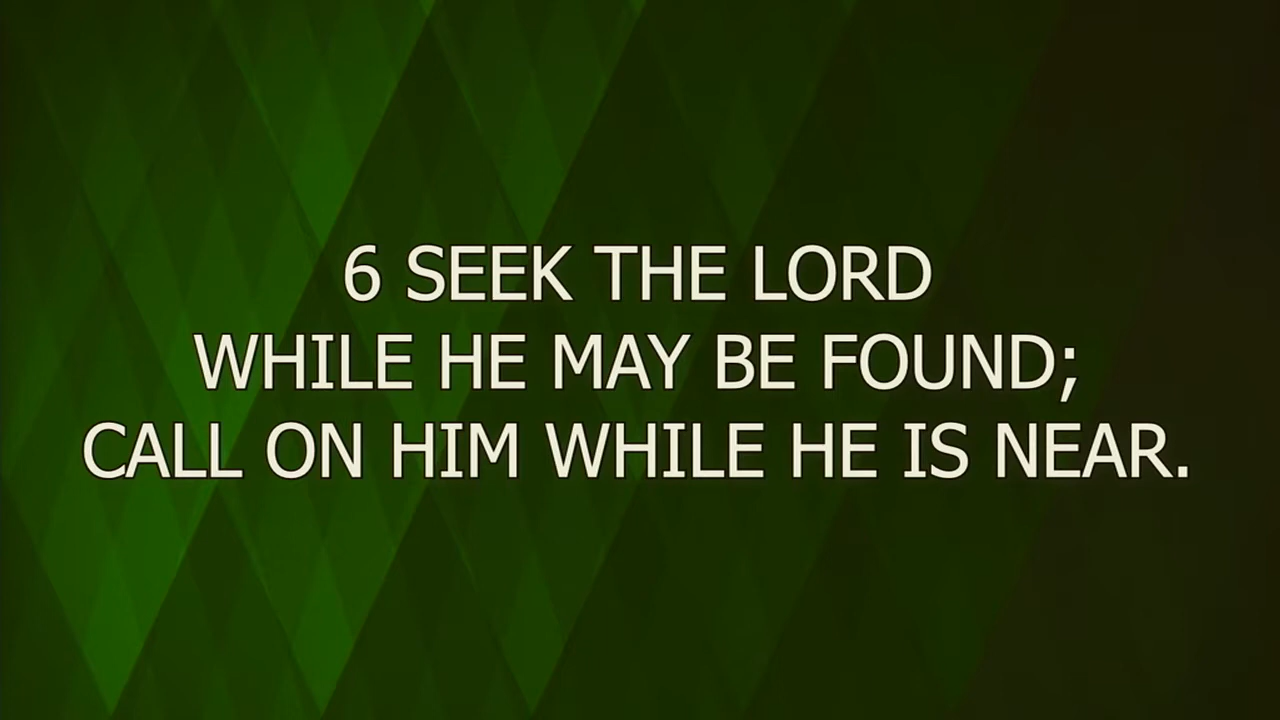 6 SEEK THE LORD
WHILE HE MAY BE FOUND;
CALL ON HIM WHILE HE IS NEAR.